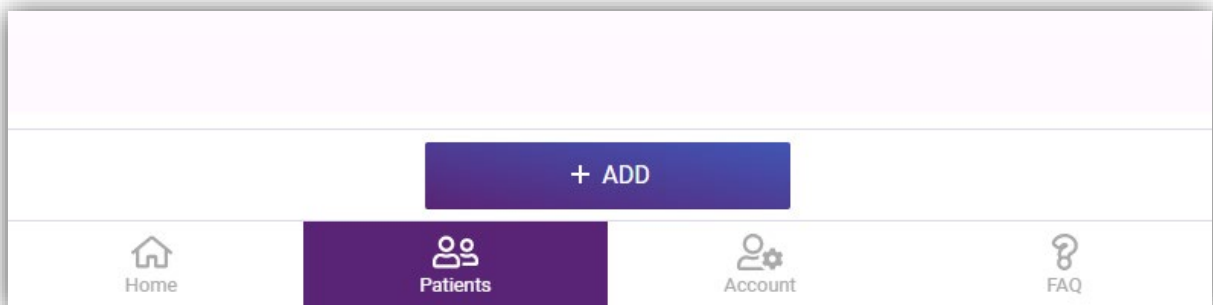 + ADD
Home
Patients
Account
FAQ